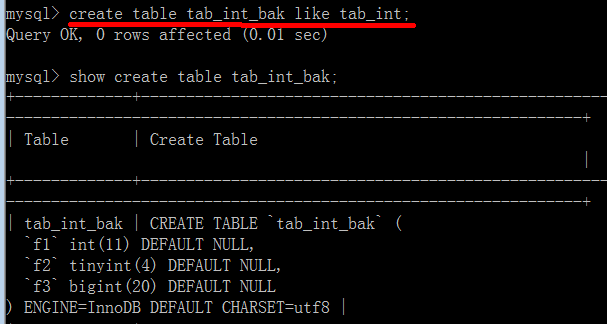 mysql> create table tab_int_bak like tab_int;
Query OK, 0 rows affected (0.01 sec)
mysql> show create table tab_int_bak;
+-------------+------------------------------------------------
----------------------------------------------------------+
| Table       | Create Table
|
+-------------+------------------------------------------------
----------------------------------------------------------+
| tab_int_bak | CREATE TABLE `tab_int_bak` (
  `f1` int(11) DEFAULT NULL,
  `f2` tinyint(4) DEFAULT NULL,
  `f3` bigint(20) DEFAULT NULL
) ENGINE=InnoDB DEFAULT CHARSET=utf8 |